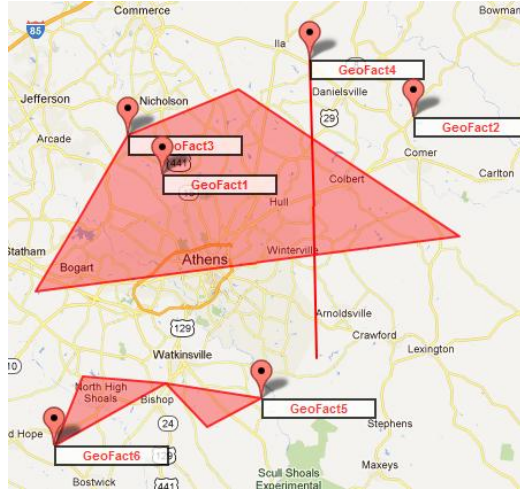 Commerce
Bowman
85
Ila
GeoFact4
Danielsville
Jefferson
Nicholson
29
GeoFact2
Arcade
GeoFact3
441
Comer
GeoFact1
Colbert
Carlton
Hull
Statham
Winterville
Bogart
Athens
Arnoldsville
129
Crawford
10
Lexington
Watkinsville
North High
Shoals
Bishop
GeoFact5
24
Stephens
d Hope
GeoFact6
129
Maxeys
Bostwick
441
Scull Shoals
Experimental